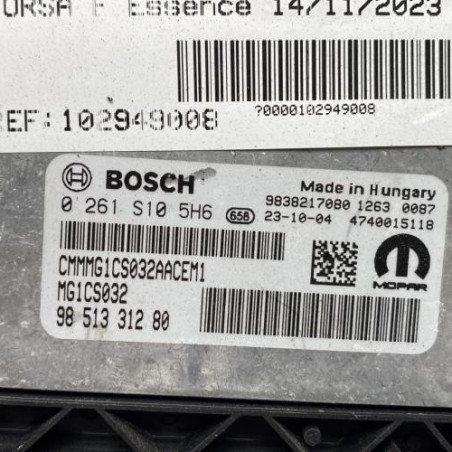 ORSA F Essence 14/11/2023
REF:102949008
?0000102949008
BOSCH
Made in Hungary
0 261 S10 5H6
658
9838217080 1263 0087
23-10-04 4740015118
CMMMG1CS032AACEM1
MG1CS032
98 513 312 80
MOPAR